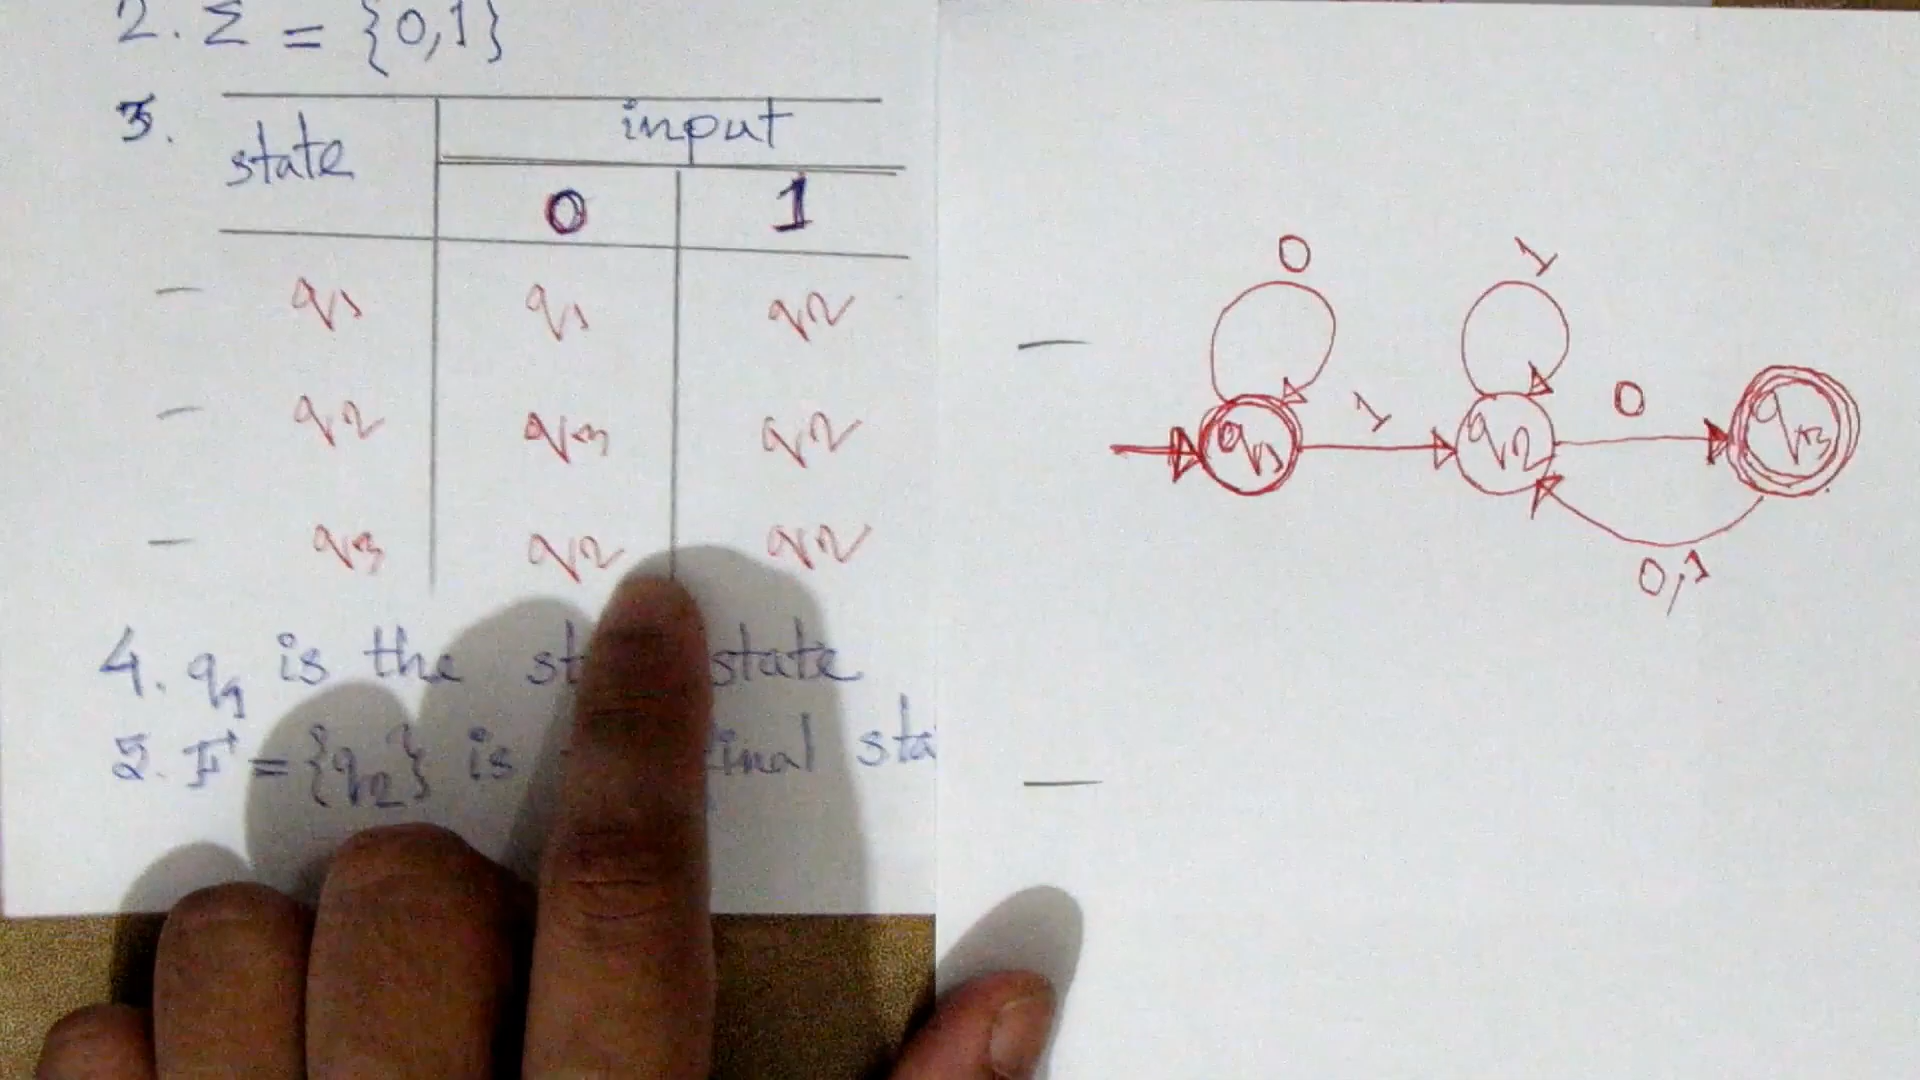 2. Σ = {0,1}
3.
state input
0 1
q1 q1 q2
q2 q3 q2
q3 q2 q2
4. q1 is the state
5. F = {q2} is
0 1
q1 1 q2 0 q3
0,1